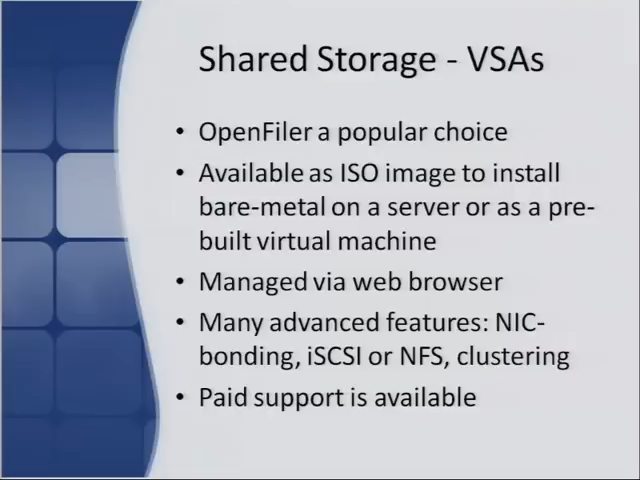 Shared Storage - VSAs
• OpenFiler a popular choice
• Available as ISO image to install
bare-metal on a server or as a pre-
built virtual machine
• Managed via web browser
• Many advanced features: NIC-
bonding, iSCSI or NFS, clustering
• Paid support is available